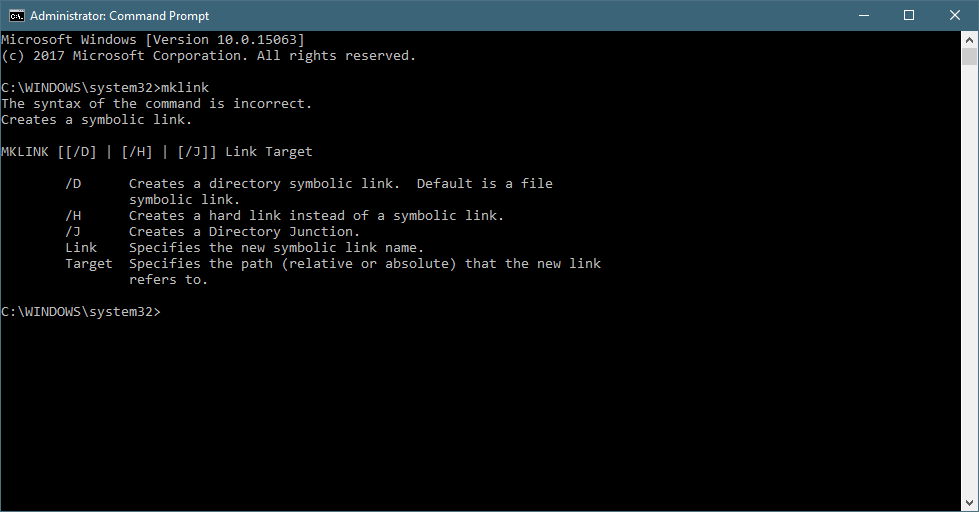 Administrator: Command Prompt
Microsoft Windows [Version 10.0.15063]
(c) 2017 Microsoft Corporation. All rights reserved.
C:\WINDOWS\system32>mklink
The syntax of the command is incorrect.
Creates a symbolic link.
MKLINK [[/D] | [/H] | [/J]] Link Target
/D      Creates a directory symbolic link.  Default is a file
symbolic link.
/H      Creates a hard link instead of a symbolic link.
/J      Creates a Directory Junction.
Link    Specifies the new symbolic link name.
Target  Specifies the path (relative or absolute) that the new link
refers to.
C:\WINDOWS\system32>